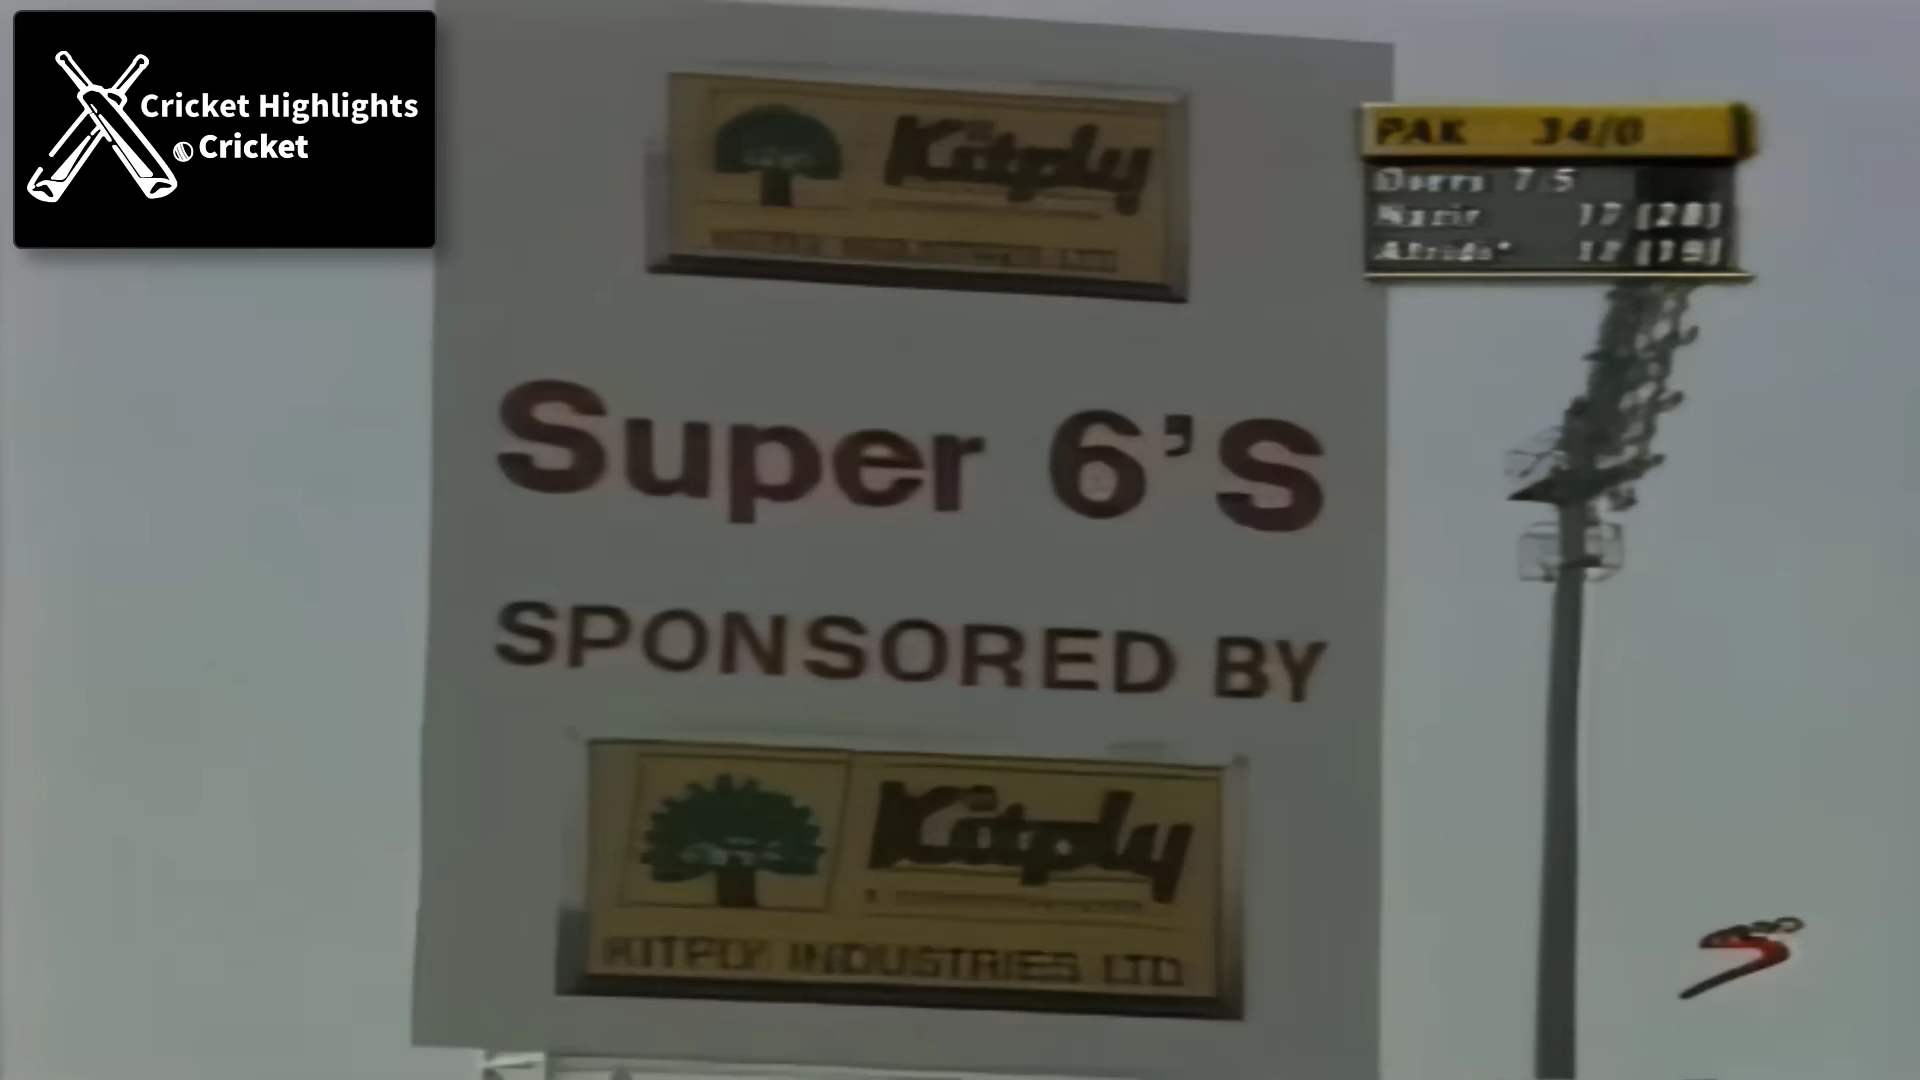 Cricket Highlights
Cricket
Kitply
PAK 34/0
Overs 7.5
Nazir 17 (28)
Afridi* 12 (19)
Super 6'S
SPONSORED BY
Kitply
KITPLY INDUSTRIES LTD